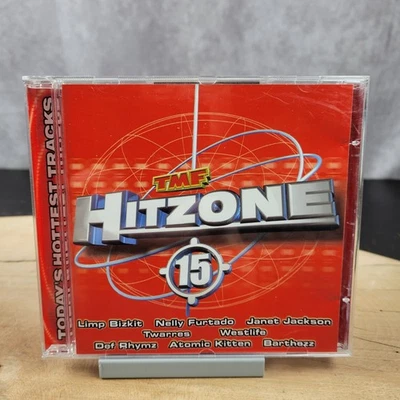 TODAY'S HOTTEST TRACKS
TMF
HITZONE
15
Limp Bizkit Nelly Furtado Janet Jackson
Twarres Westlife
Def Rhymz Atomic Kitten Barthezz